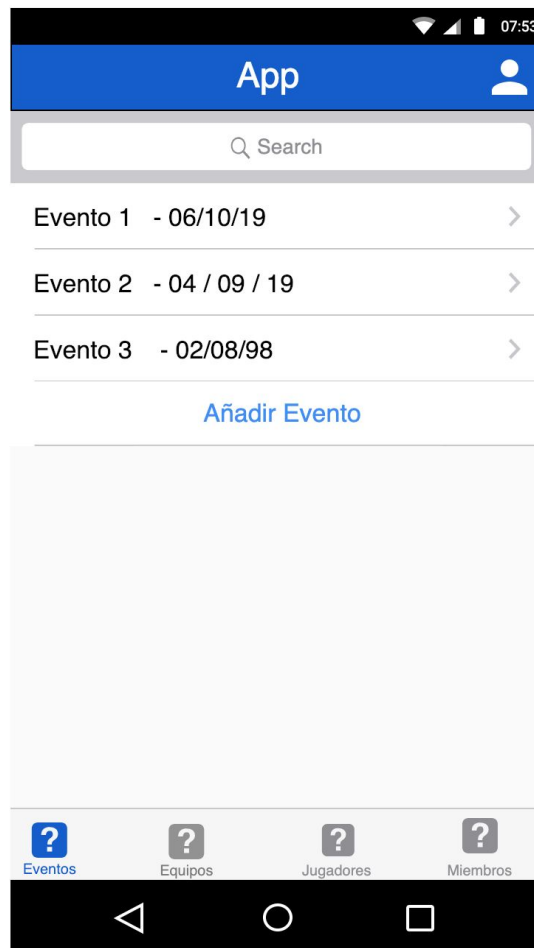 07:53
App
Search
Evento 1 - 06/10/19
Evento 2 - 04 / 09 / 19
Evento 3 - 02/08/98
Añadir Evento
? ? ? ?
Eventos Equipos Jugadores Miembros